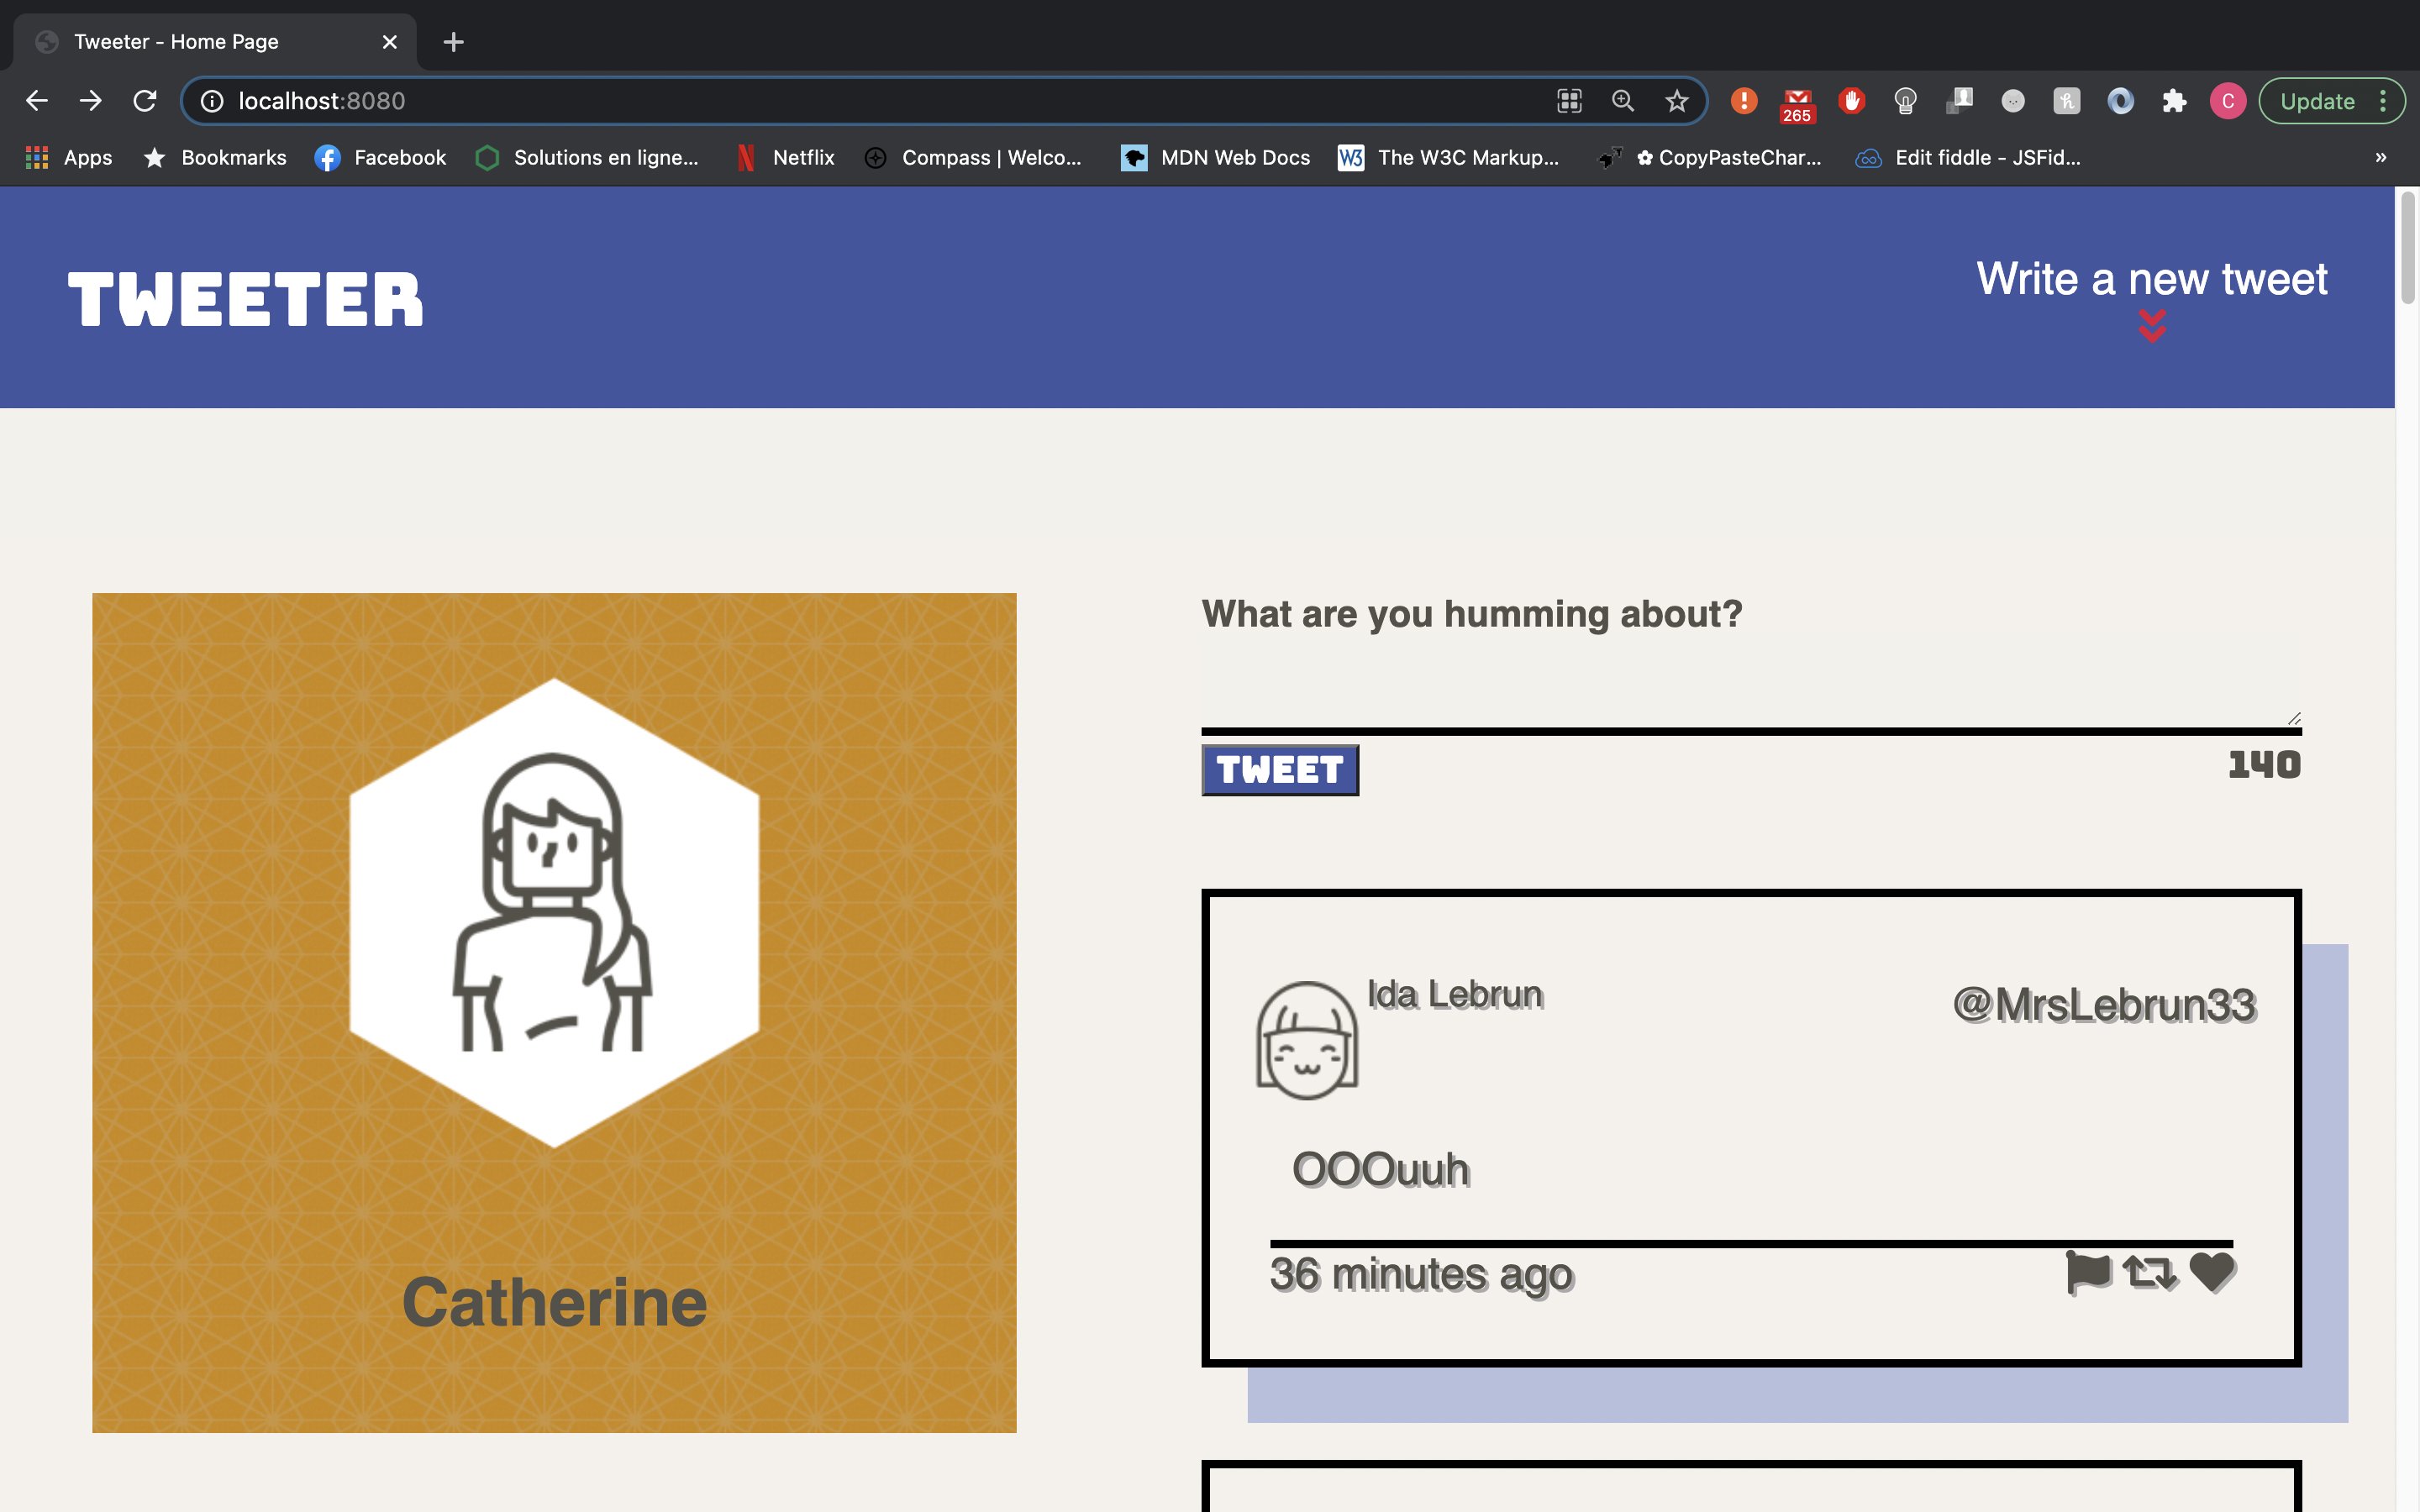 Tweeter - Home Page
localhost:8080
265
C
Update
Apps
Bookmarks
Facebook
Solutions en ligne...
Netflix
Compass | Welco...
MDN Web Docs
W3
The W3C Markup...
✿ CopyPasteChar...
Edit fiddle - JSFid...
»
TWEETER
Write a new tweet
What are you humming about?
TWEET
140
Ida Lebrun
@MrsLebrun33
OOOuuh
36 minutes ago
Catherine